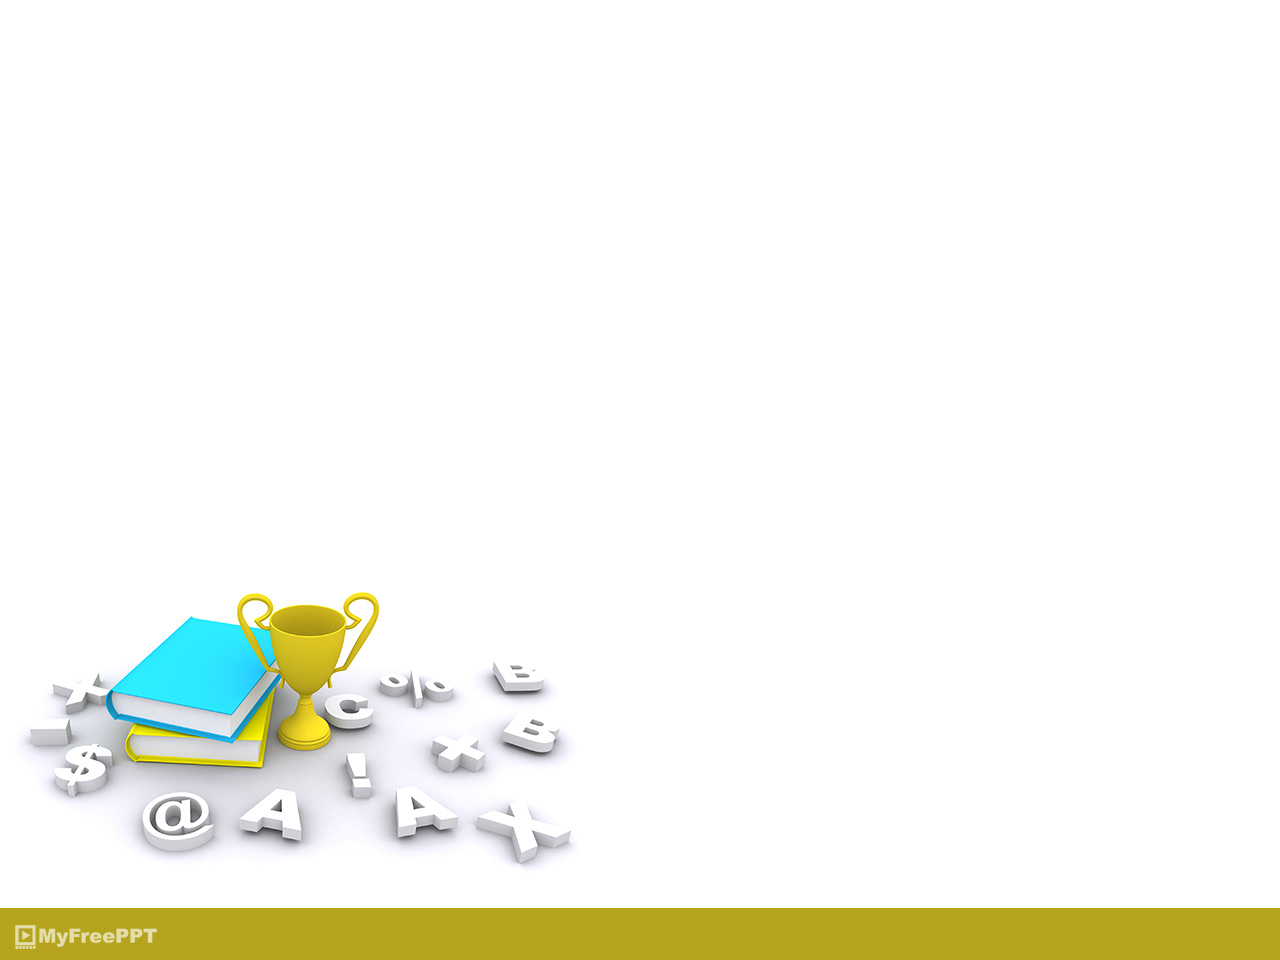 X % B
C
- B
$ +
!
@ A A X
MyFreePPT